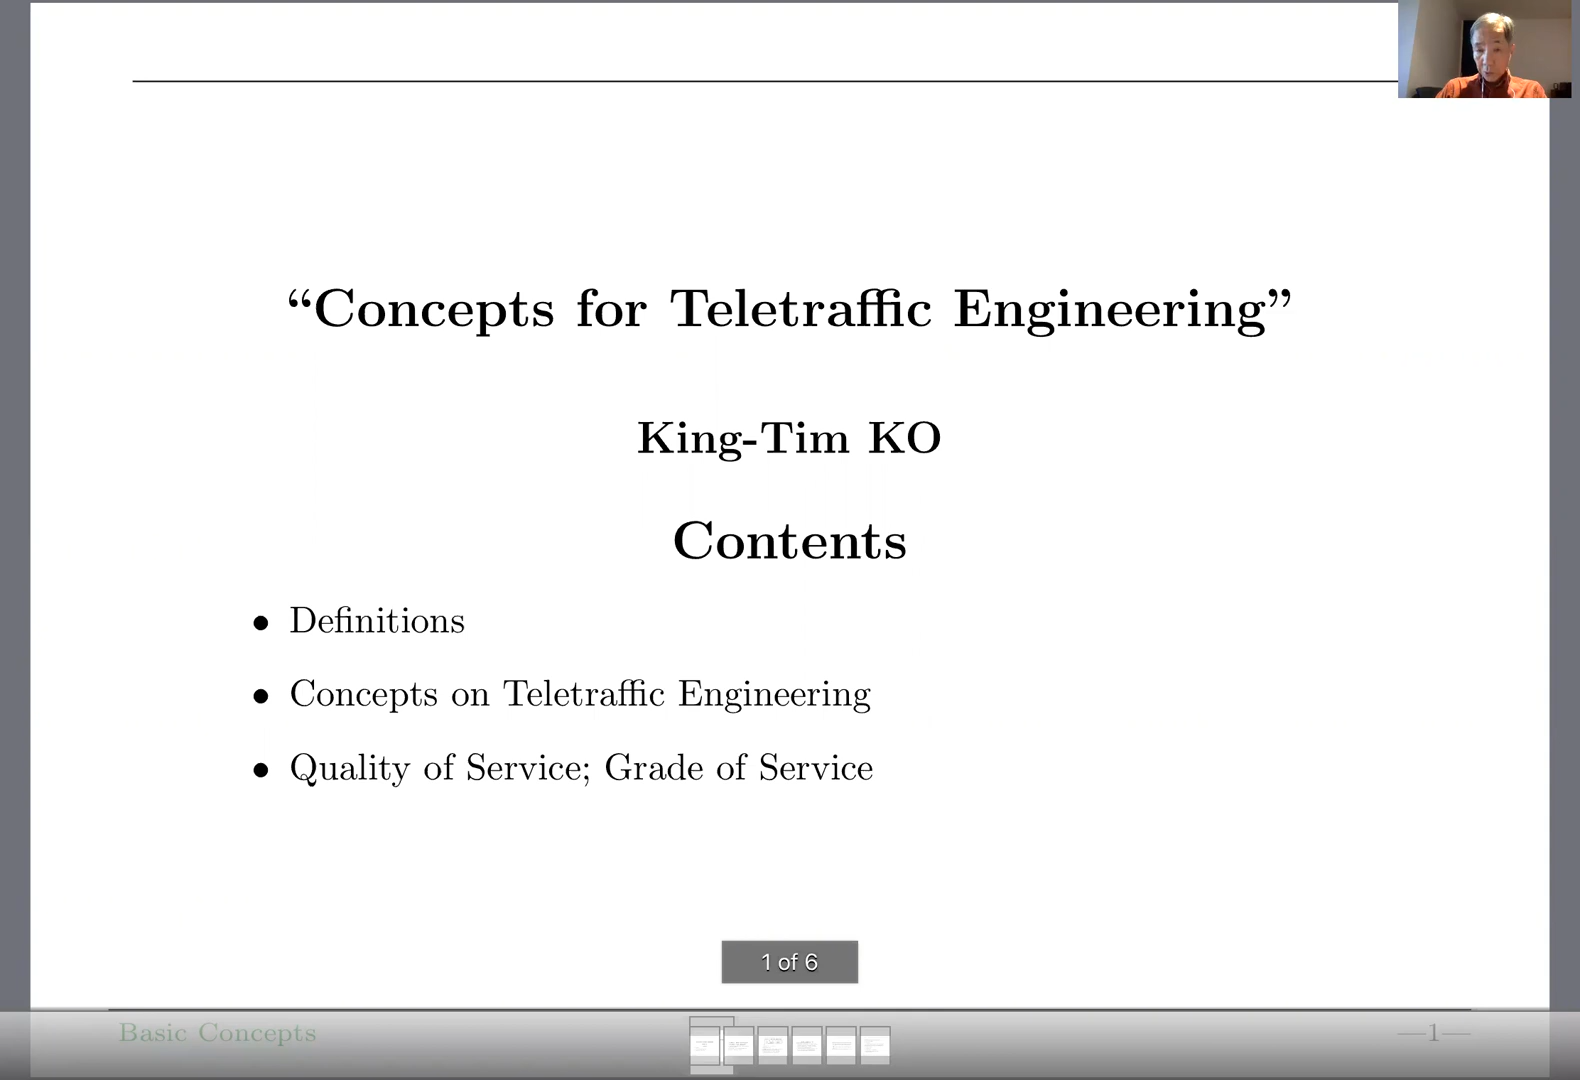 “Concepts for Teletraffic Engineering”
King-Tim KO
Contents
• Definitions
• Concepts on Teletraffic Engineering
• Quality of Service; Grade of Service
1 of 6
Basic Concepts
—1—